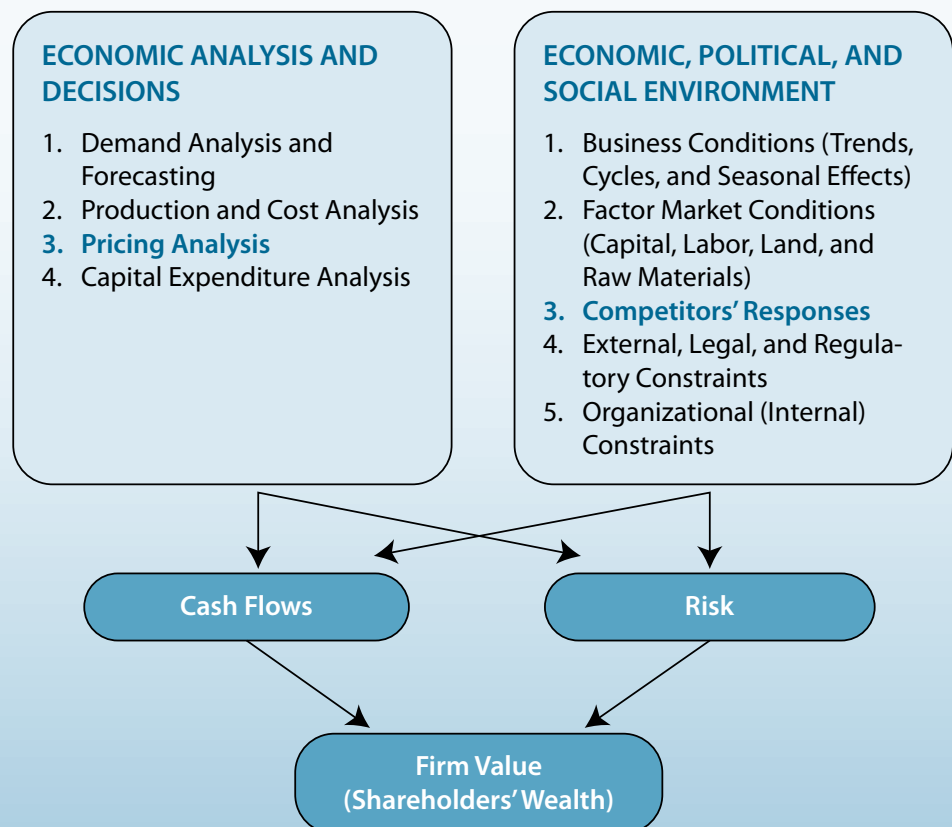 ECONOMIC ANALYSIS AND
DECISIONS
1. Demand Analysis and
Forecasting
2. Production and Cost Analysis
3. Pricing Analysis
4. Capital Expenditure Analysis
ECONOMIC, POLITICAL, AND
SOCIAL ENVIRONMENT
1. Business Conditions (Trends,
Cycles, and Seasonal Effects)
2. Factor Market Conditions
(Capital, Labor, Land, and
Raw Materials)
3. Competitors’ Responses
4. External, Legal, and Regula-
tory Constraints
5. Organizational (Internal)
Constraints
Cash Flows
Risk
Firm Value
(Shareholders’ Wealth)